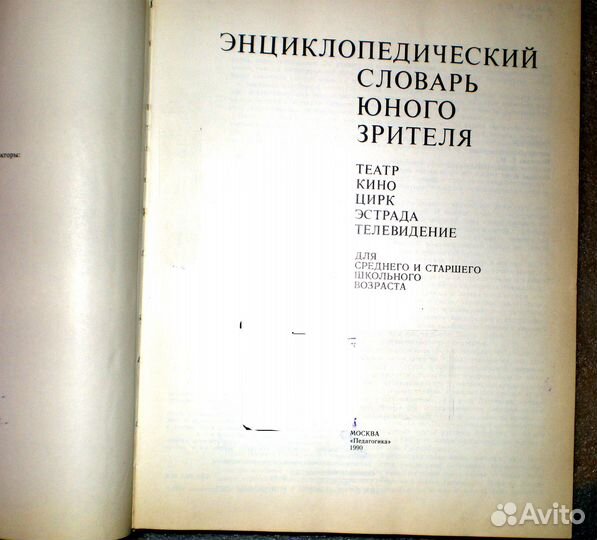 кторы:
ЭНЦИКЛОПЕДИЧЕСКИЙ
СЛОВАРЬ
ЮНОГО
ЗРИТЕЛЯ
ТЕАТР
КИНО
ЦИРК
ЭСТРАДА
ТЕЛЕВИДЕНИЕ
ДЛЯ
СРЕДНЕГО И СТАРШЕГО
ШКОЛЬНОГО
ВОЗРАСТА
МОСКВА
«Педагогика»
1990
Avito